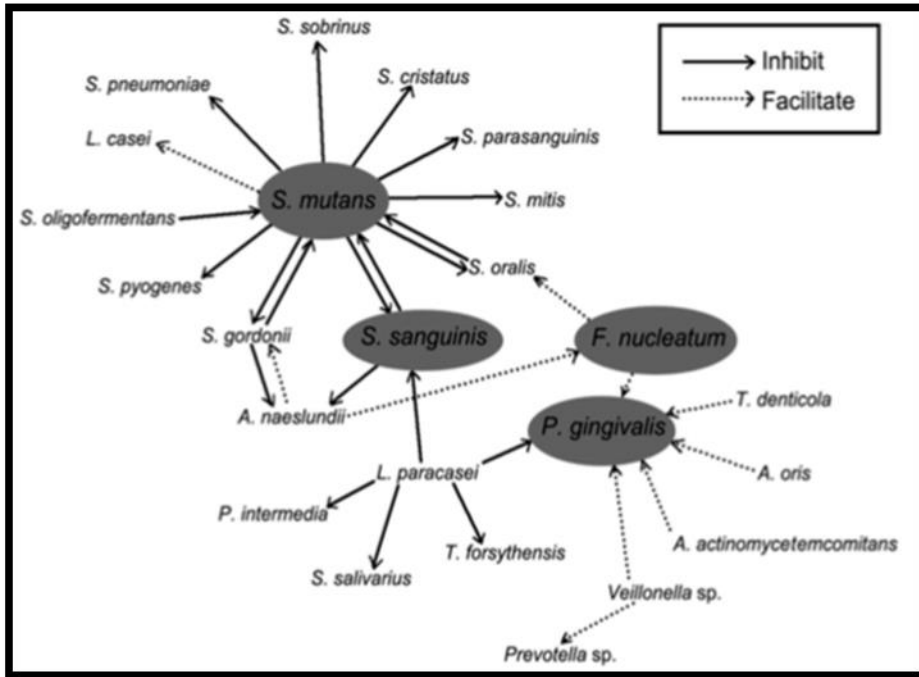 S. sobrinus
Inhibit
Facilitate
S. pneumoniae
S. cristatus
L. casei
S. parasanguinis
S. mutans
S. mitis
S. oligofermentans
S. oralis
S. pyogenes
S. gordonii
S. sanguinis
F. nucleatum
A. naeslundii
T. denticola
P. gingivalis
L. paracasei
A. oris
P. intermedia
T. forsythensis
A. actinomycetemcomitans
S. salivarius
Veillonella sp.
Prevotella sp.